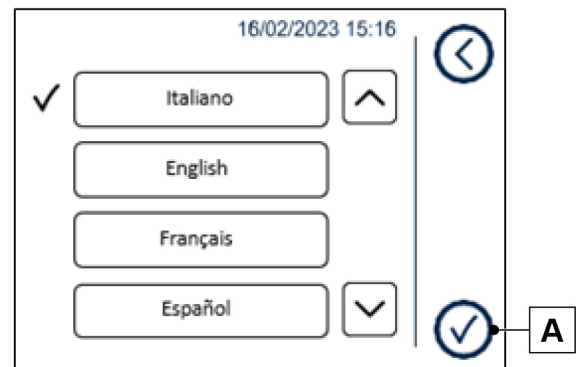 16/02/2023 15:16
Italiano
English
Français
Español
A